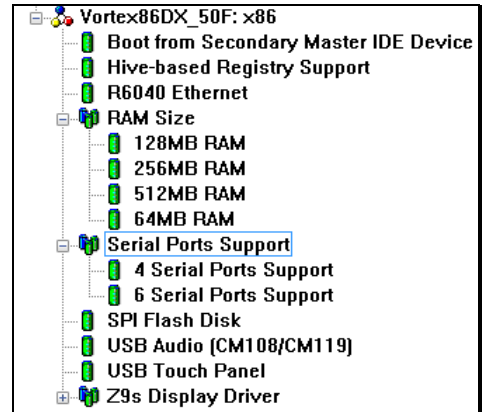 Vortex86DX_50F: x86
Boot from Secondary Master IDE Device
Hive-based Registry Support
R6040 Ethernet
RAM Size
128MB RAM
256MB RAM
512MB RAM
64MB RAM
Serial Ports Support
4 Serial Ports Support
6 Serial Ports Support
SPI Flash Disk
USB Audio (CM108/CM119)
USB Touch Panel
Z9s Display Driver